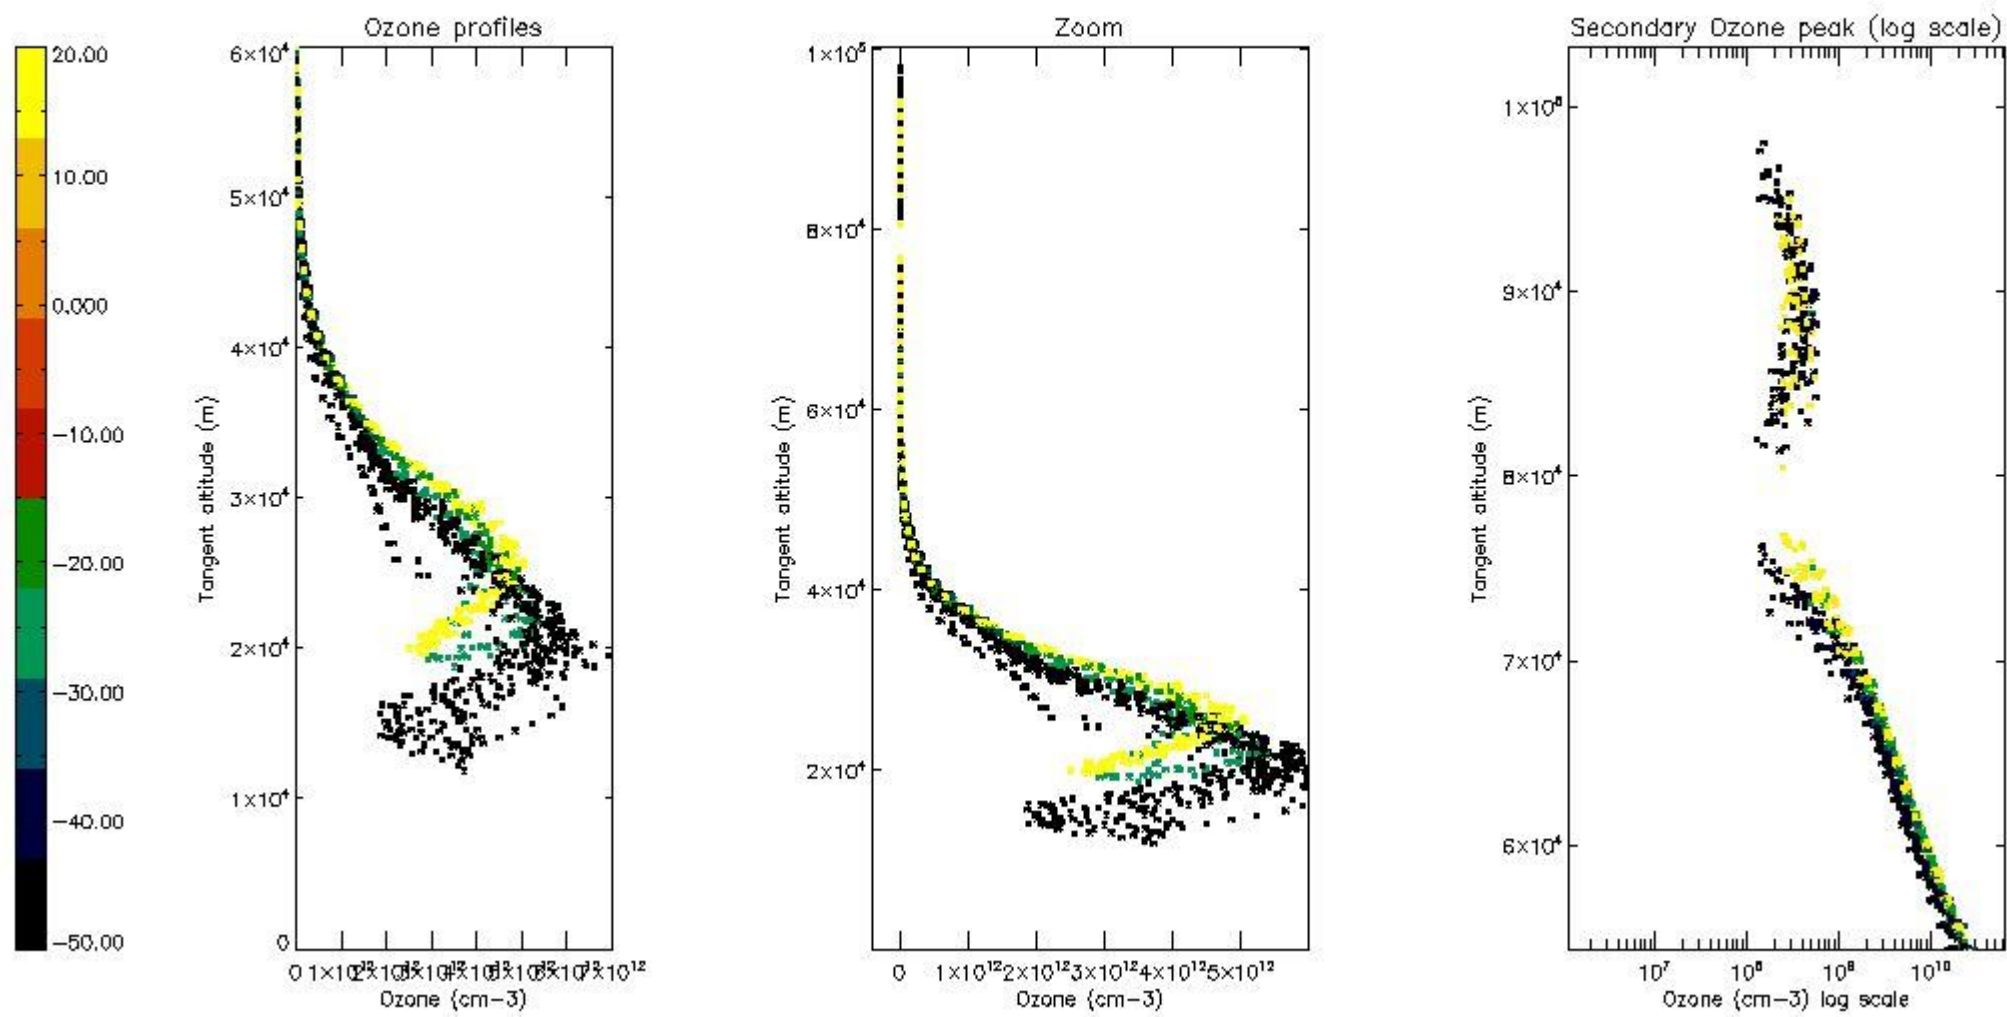 Ozone profiles
Zoom
Secondary Ozone peak (log scale)
20.00
10.00
0.000
−10.00
−20.00
−30.00
−40.00
−50.00
6×10⁴
5×10⁴
4×10⁴
3×10⁴
2×10⁴
1×10⁴
0
Tangent altitude (m)
Ozone (cm−3)
1×10⁵
8×10⁴
6×10⁴
4×10⁴
2×10⁴
Tangent altitude (m)
0 1×10¹² 2×10¹² 3×10¹² 4×10¹² 5×10¹²
Ozone (cm−3)
9×10⁴
8×10⁴
7×10⁴
6×10⁴
Tangent altitude (m)
10⁷ 10⁸ 10⁹ 10¹⁰
Ozone (cm−3) log scale